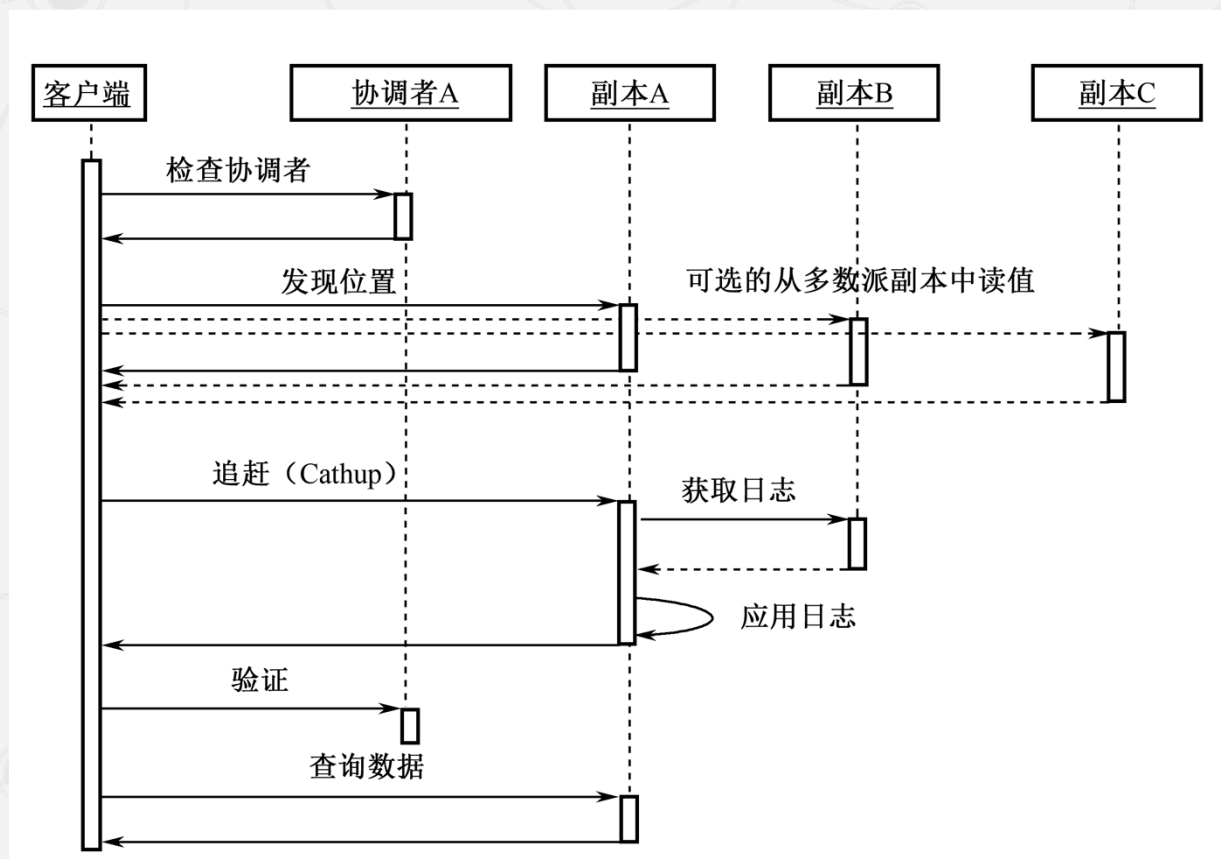 客户端
协调者A
副本A
副本B
副本C
检查协调者
发现位置
可选的从多数派副本中读值
追赶（Cathup）
获取日志
应用日志
验证
查询数据